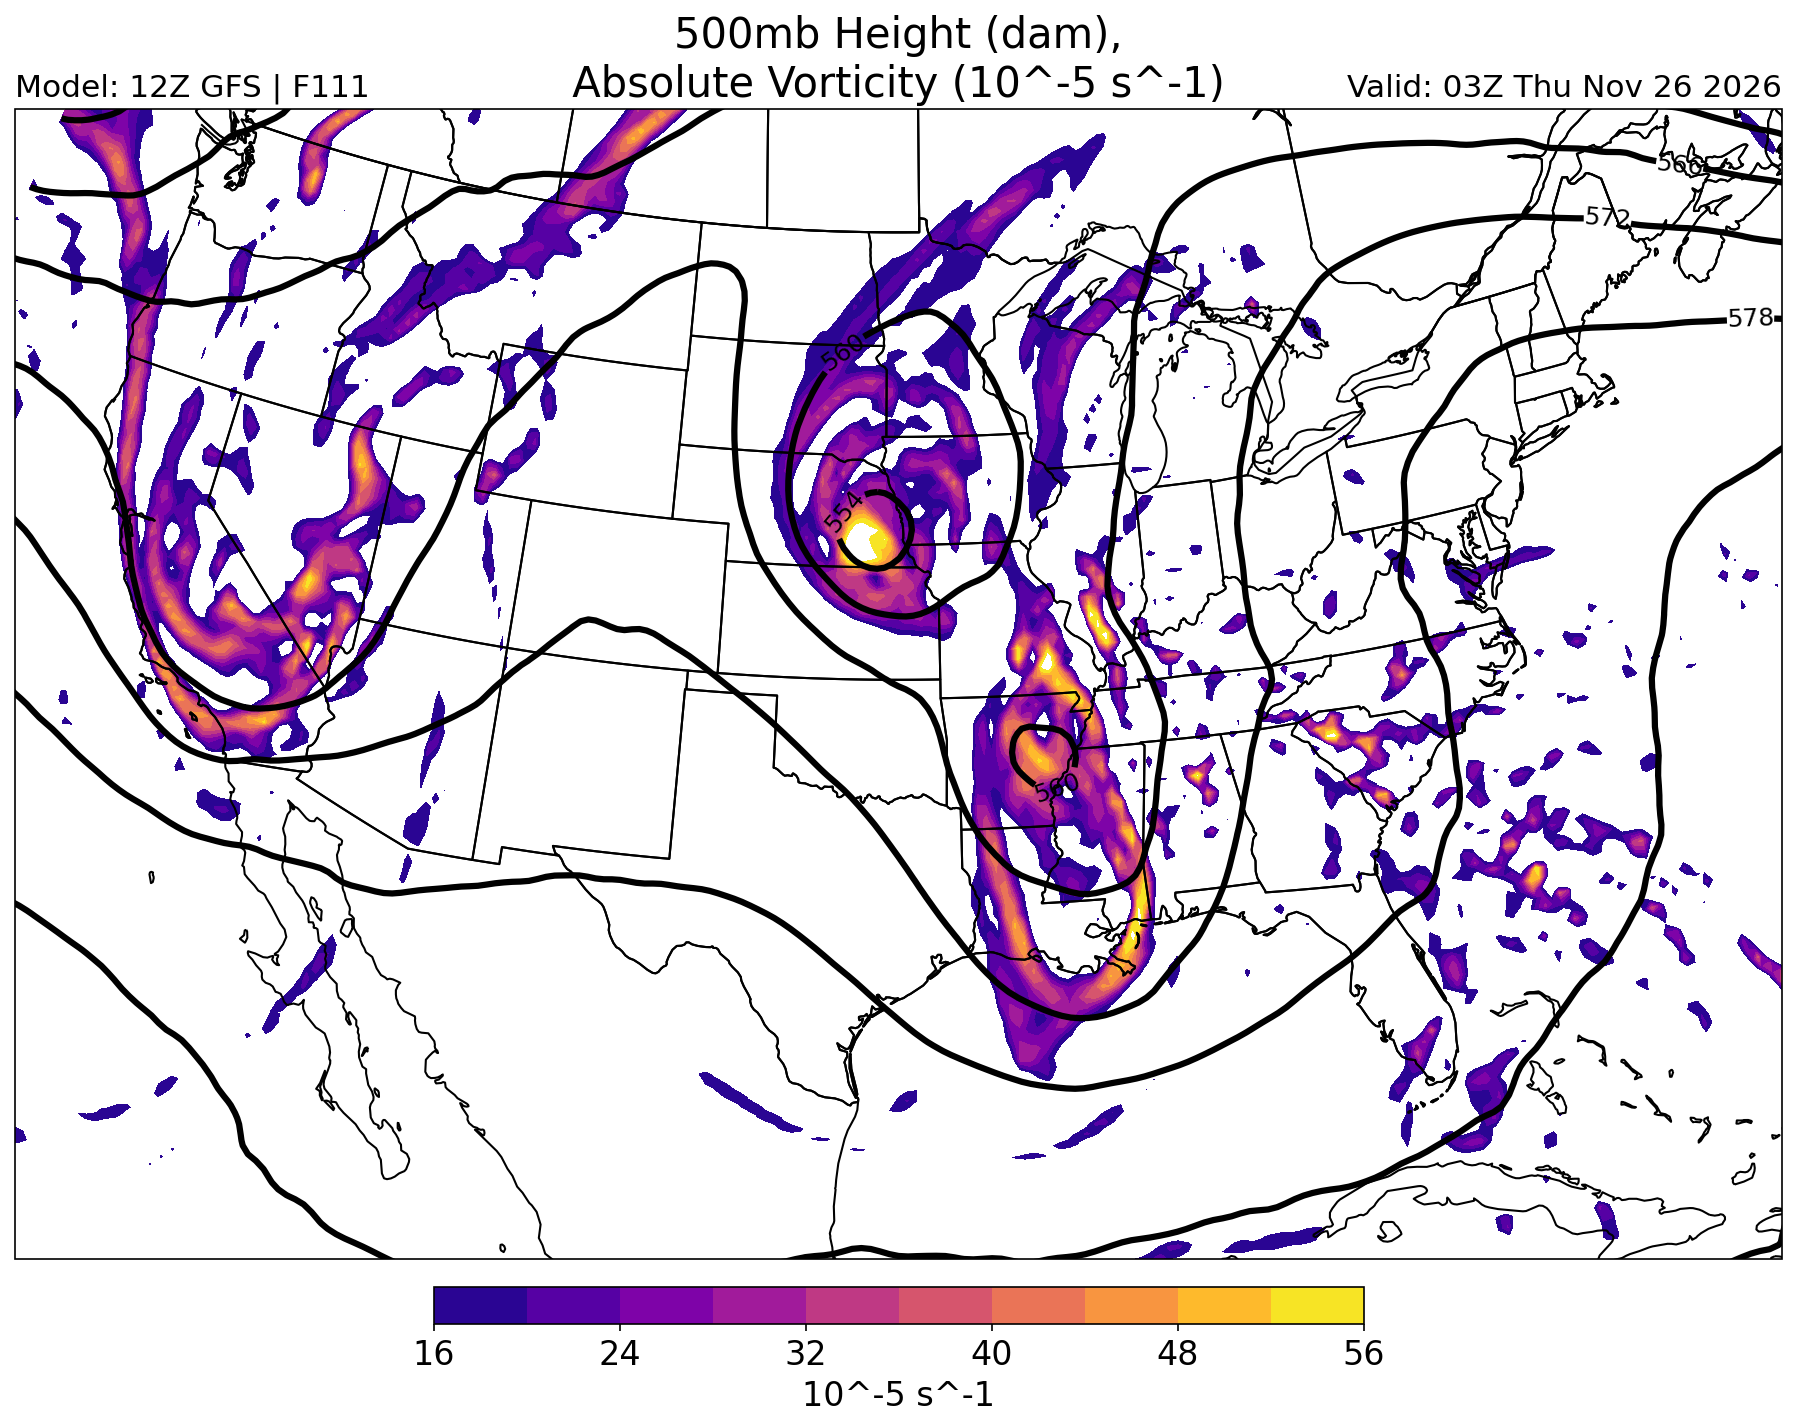 500mb Height (dam),
Absolute Vorticity (10^-5 s^-1)
Model: 12Z GFS | F111
Valid: 03Z Thu Nov 26 2026
566
572
578
560
554
560
16 24 32 40 48 56
10^-5 s^-1